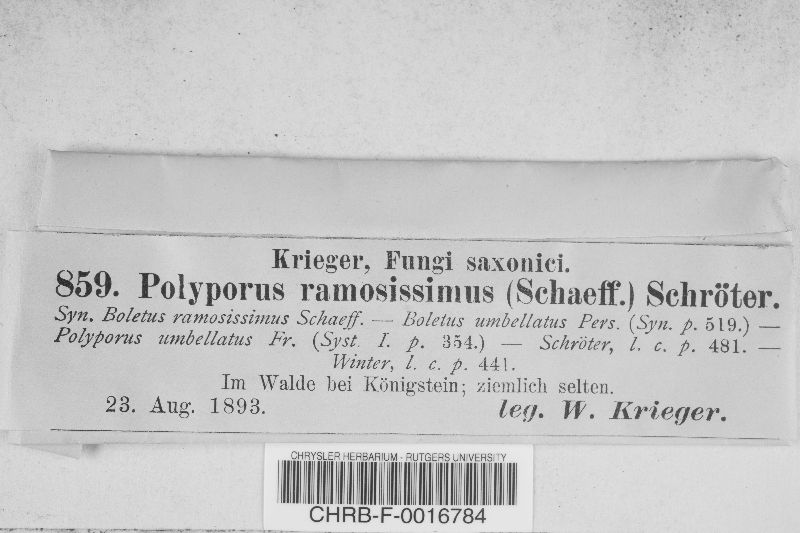 Krieger, Fungi saxonici.
859. Polyporus ramosissimus (Schaeff.) Schröter.
Syn. Boletus ramosissimus Schaeff. — Boletus umbellatus Pers. (Syn. p. 519.) —
Polyporus umbellatus Fr. (Syst. I. p. 354.) — Schröter, l. c. p. 481. —
Winter, l. c. p. 441.
Im Walde bei Königstein; ziemlich selten.
23. Aug. 1893. leg. W. Krieger.
CHRYSLER HERBARIUM - RUTGERS UNIVERSITY
CHRB-F-0016784